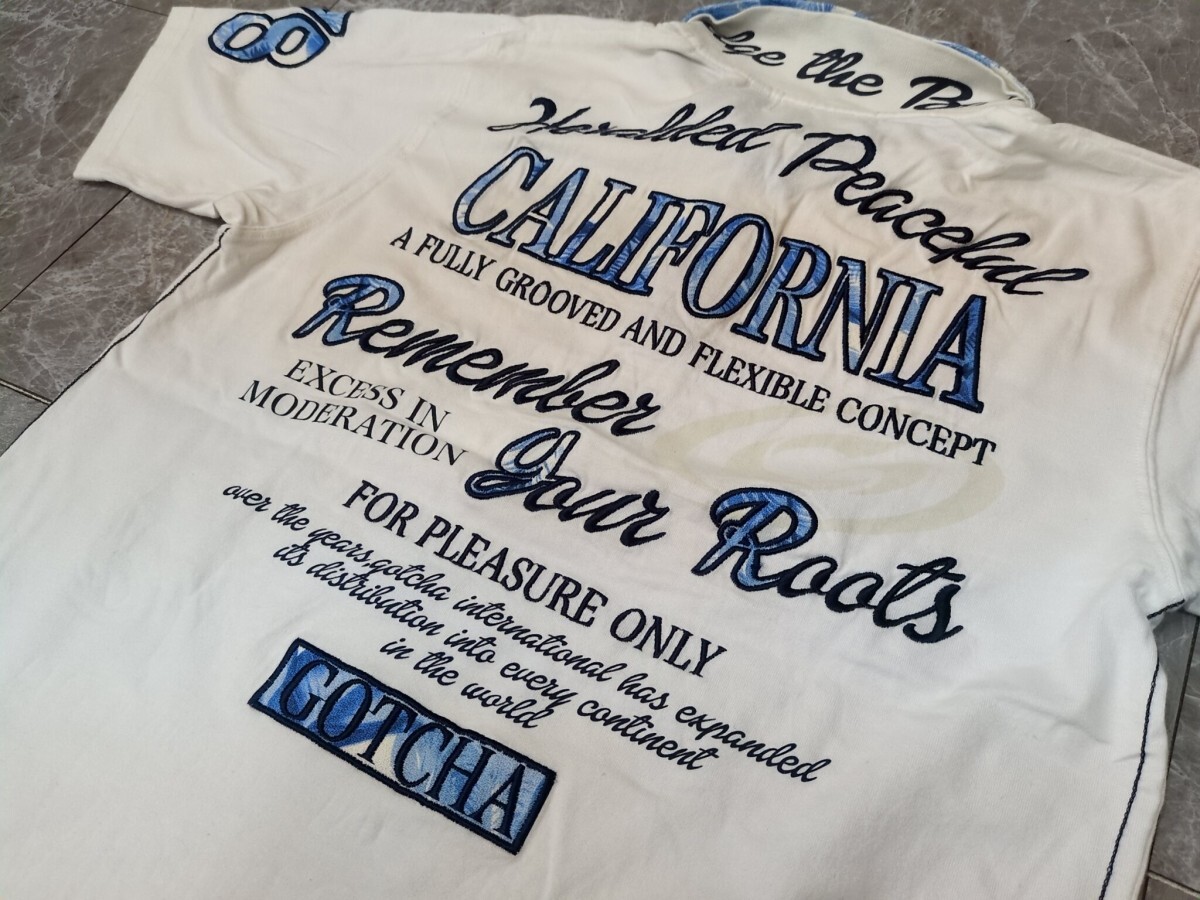 the
Peaceful
CALIFORNIA
A FULLY GROOVED AND FLEXIBLE CONCEPT
Remember
EXCESS IN
MODERATION
your Roots
FOR PLEASURE ONLY
over the years.gotcha international has expanded
its distribution into every continent
in the world
GOTCHA